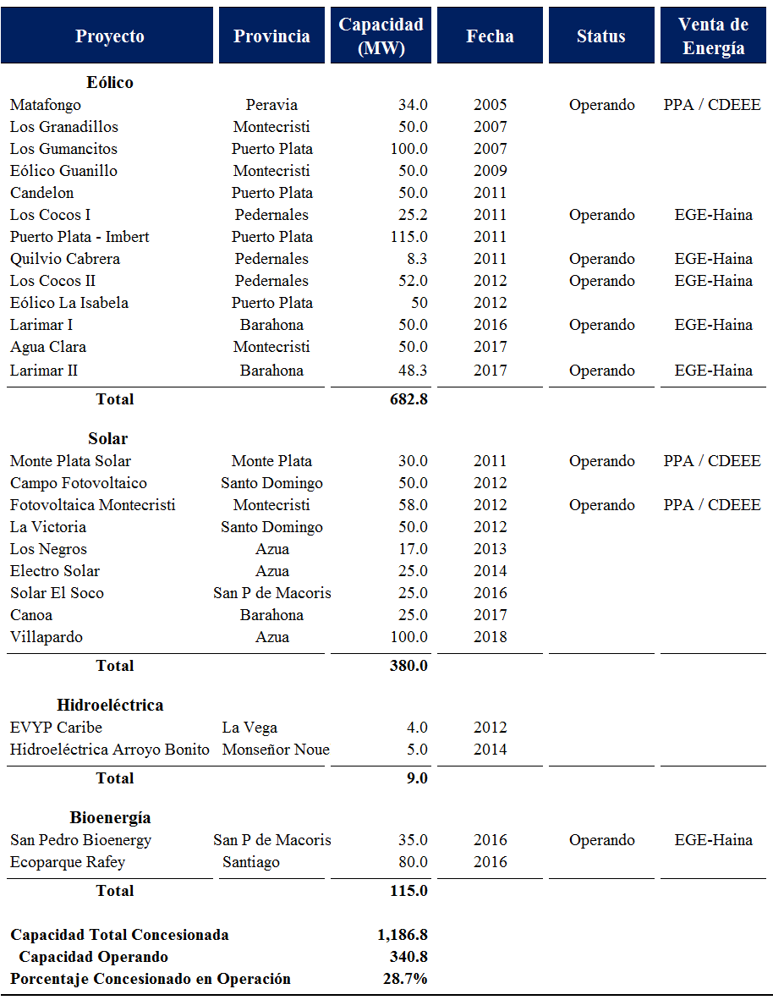 Proyecto Provincia Capacidad (MW) Fecha Status Venta de Energía
Eólico
Matafongo Peravia 34.0 2005 Operando PPA / CDEEE
Los Granadillos Montecristi 50.0 2007
Los Gumancitos Puerto Plata 100.0 2007
Eólico Guanillo Montecristi 50.0 2009
Candelon Puerto Plata 50.0 2011
Los Cocos I Pedernales 25.2 2011 Operando EGE-Haina
Puerto Plata - Imbert Puerto Plata 115.0 2011
Quilvio Cabrera Pedernales 8.3 2011 Operando EGE-Haina
Los Cocos II Pedernales 52.0 2012 Operando EGE-Haina
Eólico La Isabela Puerto Plata 50 2012
Larimar I Barahona 50.0 2016 Operando EGE-Haina
Agua Clara Montecristi 50.0 2017
Larimar II Barahona 48.3 2017 Operando EGE-Haina
Total 682.8
Solar
Monte Plata Solar Monte Plata 30.0 2011 Operando PPA / CDEEE
Campo Fotovoltaico Santo Domingo 50.0 2012
Fotovoltaica Montecristi Montecristi 58.0 2012 Operando PPA / CDEEE
La Victoria Santo Domingo 50.0 2012
Los Negros Azua 17.0 2013
Electro Solar Azua 25.0 2014
Solar El Soco San P de Macoris 25.0 2016
Canoa Barahona 25.0 2017
Villapardo Azua 100.0 2018
Total 380.0
Hidroeléctrica
EVYP Caribe La Vega 4.0 2012
Hidroeléctrica Arroyo Bonito Monseñor Noue 5.0 2014
Total 9.0
Bioenergía
San Pedro Bioenergy San P de Macoris 35.0 2016 Operando EGE-Haina
Ecoparque Rafey Santiago 80.0 2016
Total 115.0
Capacidad Total Concesionada 1,186.8
Capacidad Operando 340.8
Porcentaje Concesionado en Operación 28.7%